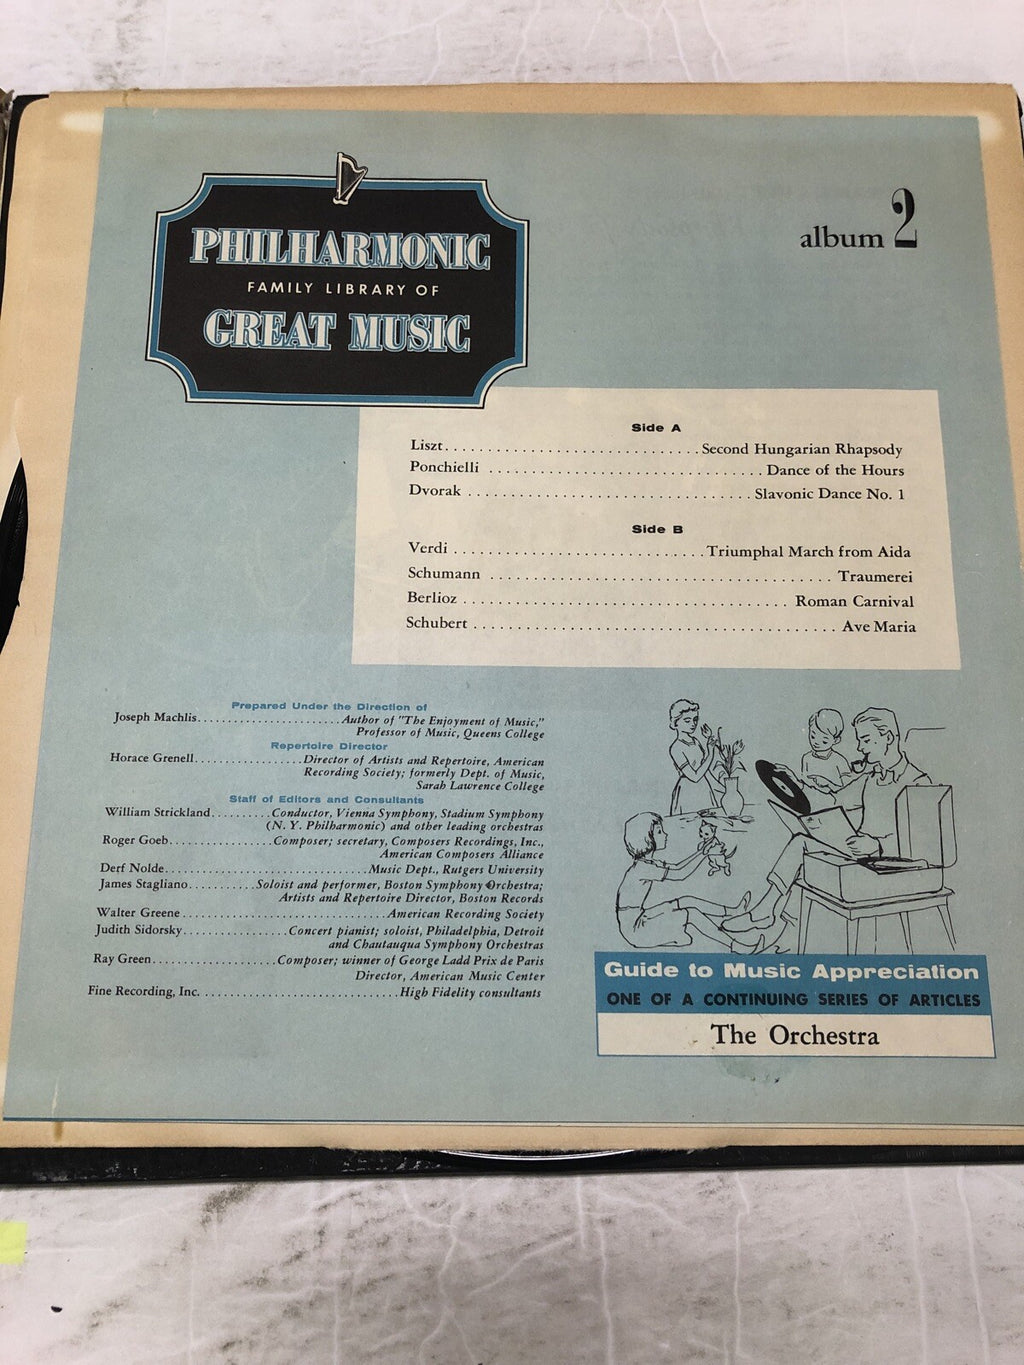 PHILHARMONIC
FAMILY LIBRARY OF
GREAT MUSIC
album 2
Side A
Liszt..............................Second Hungarian Rhapsody
Ponchielli ..............................Dance of the Hours
Dvorak ..............................Slavonic Dance No. 1
Side B
Verdi ..............................Triumphal March from Aida
Schumann .............................. Traumerei
Berlioz .............................. Roman Carnival
Schubert ..............................Ave Maria
Prepared Under the Direction of
Joseph Machlis......................Author of "The Enjoyment of Music,"
Professor of Music, Queens College
Repertoire Director
Horace Grenell.................Director of Artists and Repertoire, American
Recording Society; formerly Dept. of Music,
Sarah Lawrence College
Staff of Editors and Consultants
William Strickland.........Conductor, Vienna Symphony, Stadium Symphony
(N. Y. Philharmonic) and other leading orchestras
Roger Goeb................Composer; secretary, Composers Recordings, Inc.,
American Composers Alliance
Derf Nolde..............................Music Dept., Rutgers University
James Stagliano..........Soloist and performer, Boston Symphony Orchestra;
Artists and Repertoire Director, Boston Records
Walter Greene ..............................American Recording Society
Judith Sidorsky.................Concert pianist; soloist, Philadelphia, Detroit
and Chautauqua Symphony Orchestras
Ray Green...................Composer; winner of George Ladd Prix de Paris
Director, American Music Center
Fine Recording, Inc. ..............................High Fidelity consultants
Guide to Music Appreciation
ONE OF A CONTINUING SERIES OF ARTICLES
The Orchestra